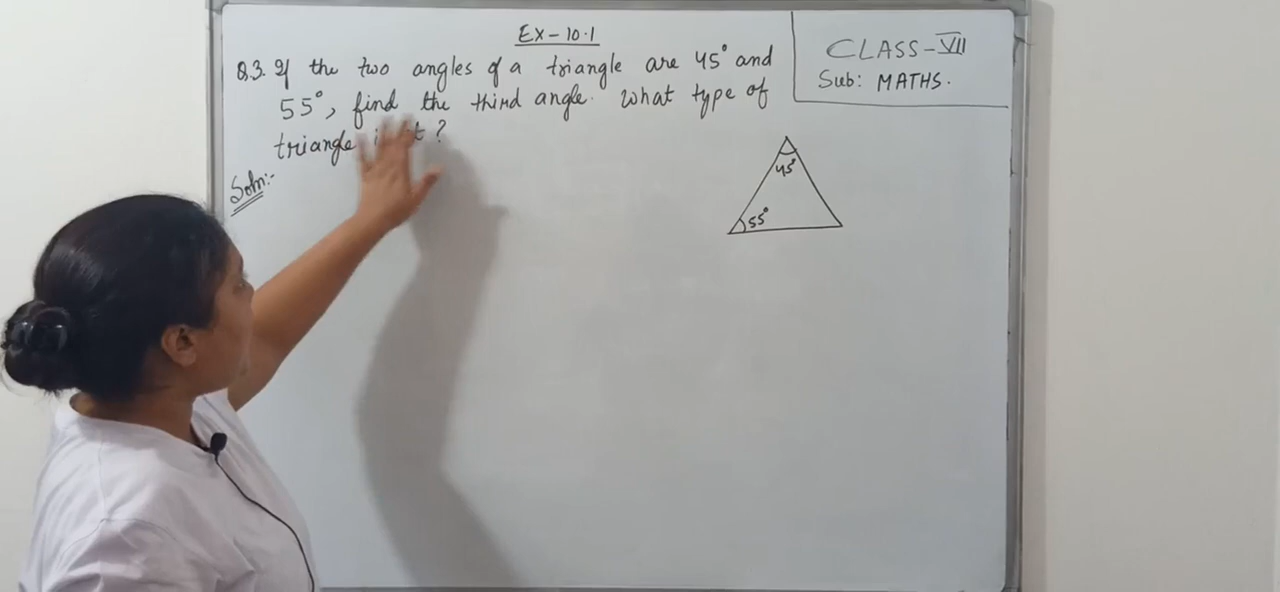 Ex-10.1
CLASS-VII
Sub: MATHS.
Q.3. If the two angles of a triangle are 45° and
55°, find the third angle. What type of
triangle it?
Soln:-
45°
55°